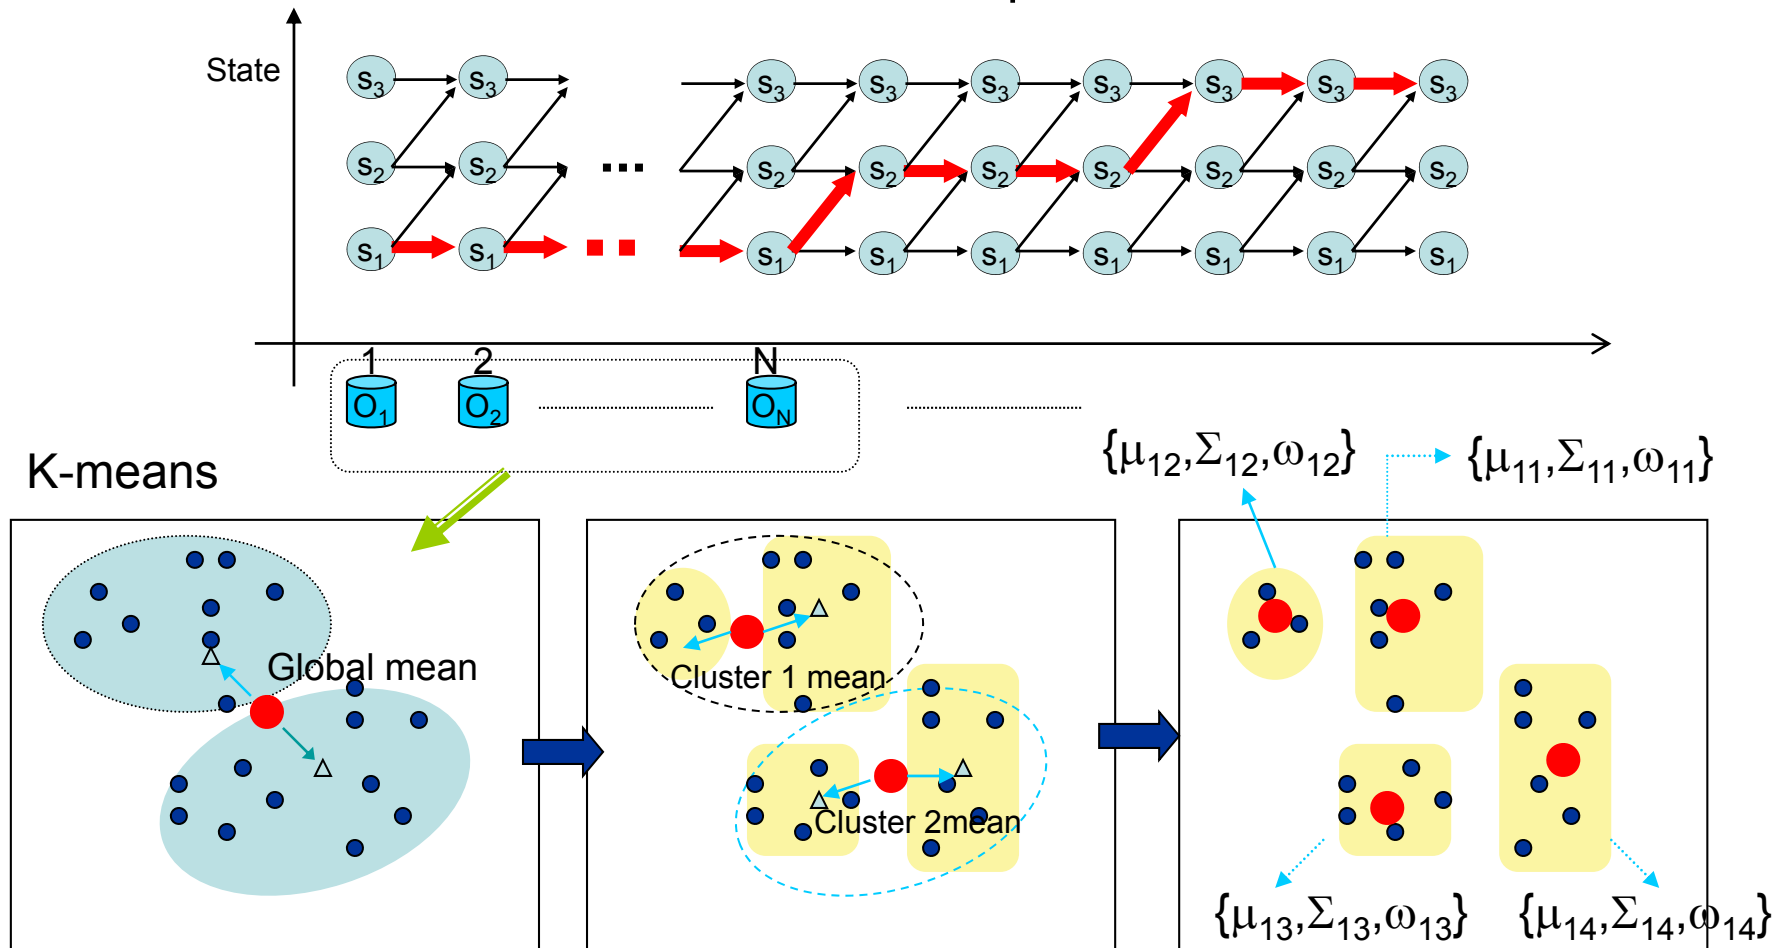 State
s3 s3 s3 s3 s3 s3 s3 s3 s3
s2 s2 ... s2 s2 s2 s2 s2 s2 s2
s1 s1 s1 s1 s1 s1 s1 s1 s1
1 2 N
O1 O2 ON
K-means
{μ12,Σ12,ω12} {μ11,Σ11,ω11}
Global mean
Cluster 1 mean
Cluster 2mean
{μ13,Σ13,ω13} {μ14,Σ14,ω14}